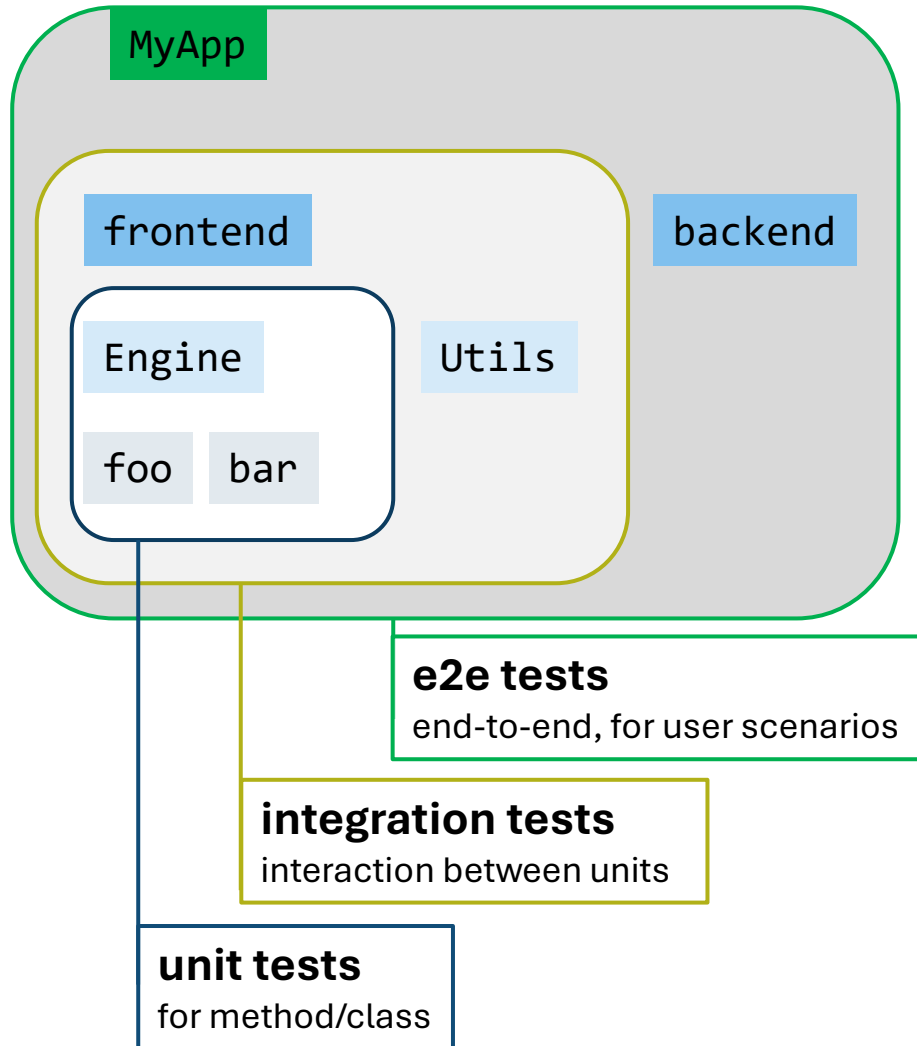 MyApp
frontend
backend
Engine
Utils
foo bar
e2e tests
end-to-end, for user scenarios
integration tests
interaction between units
unit tests
for method/class